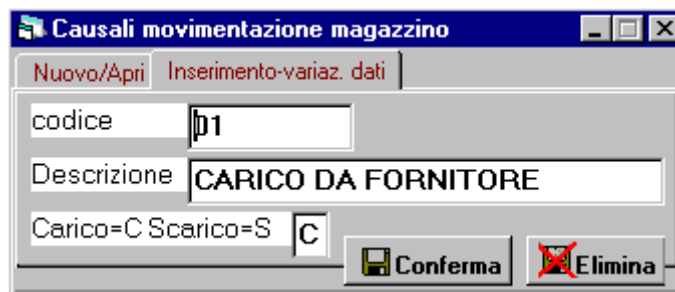 Causali movimentazione magazzino
Nuovo/Apri Inserimento-variaz. dati
codice 01
Descrizione CARICO DA FORNITORE
Carico=C Scarico=S C
Conferma Elimina